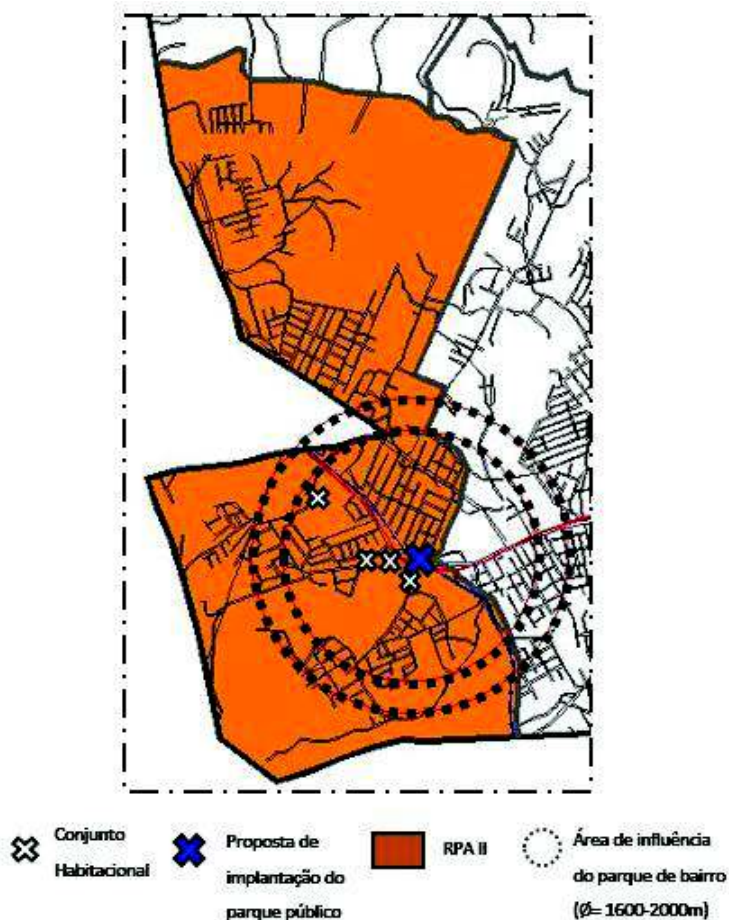 Conjunto
Habitacional
Proposta de
implantação do
parque público
RPA II
Área de influência
do parque de bairro
(Ø= 1600-2000m)